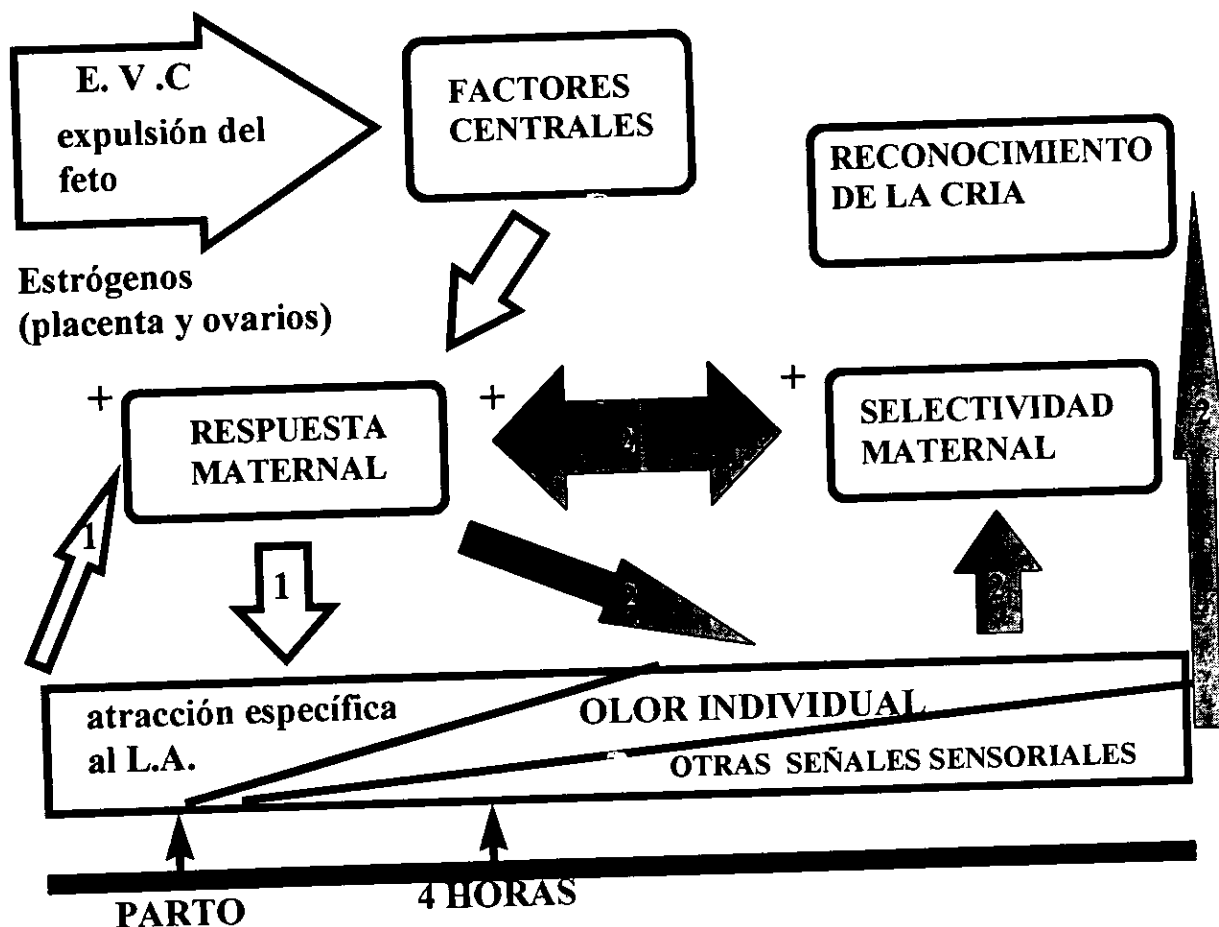 E. V .C
expulsión del
feto
FACTORES
CENTRALES
RECONOCIMIENTO
DE LA CRIA
Estrógenos
(placenta y ovarios)
+
RESPUESTA
MATERNAL
+
+
SELECTIVIDAD
MATERNAL
2
1
1
2
2
atracción específica
al L.A.
OLOR INDIVIDUAL
OTRAS SEÑALES SENSORIALES
PARTO
4 HORAS